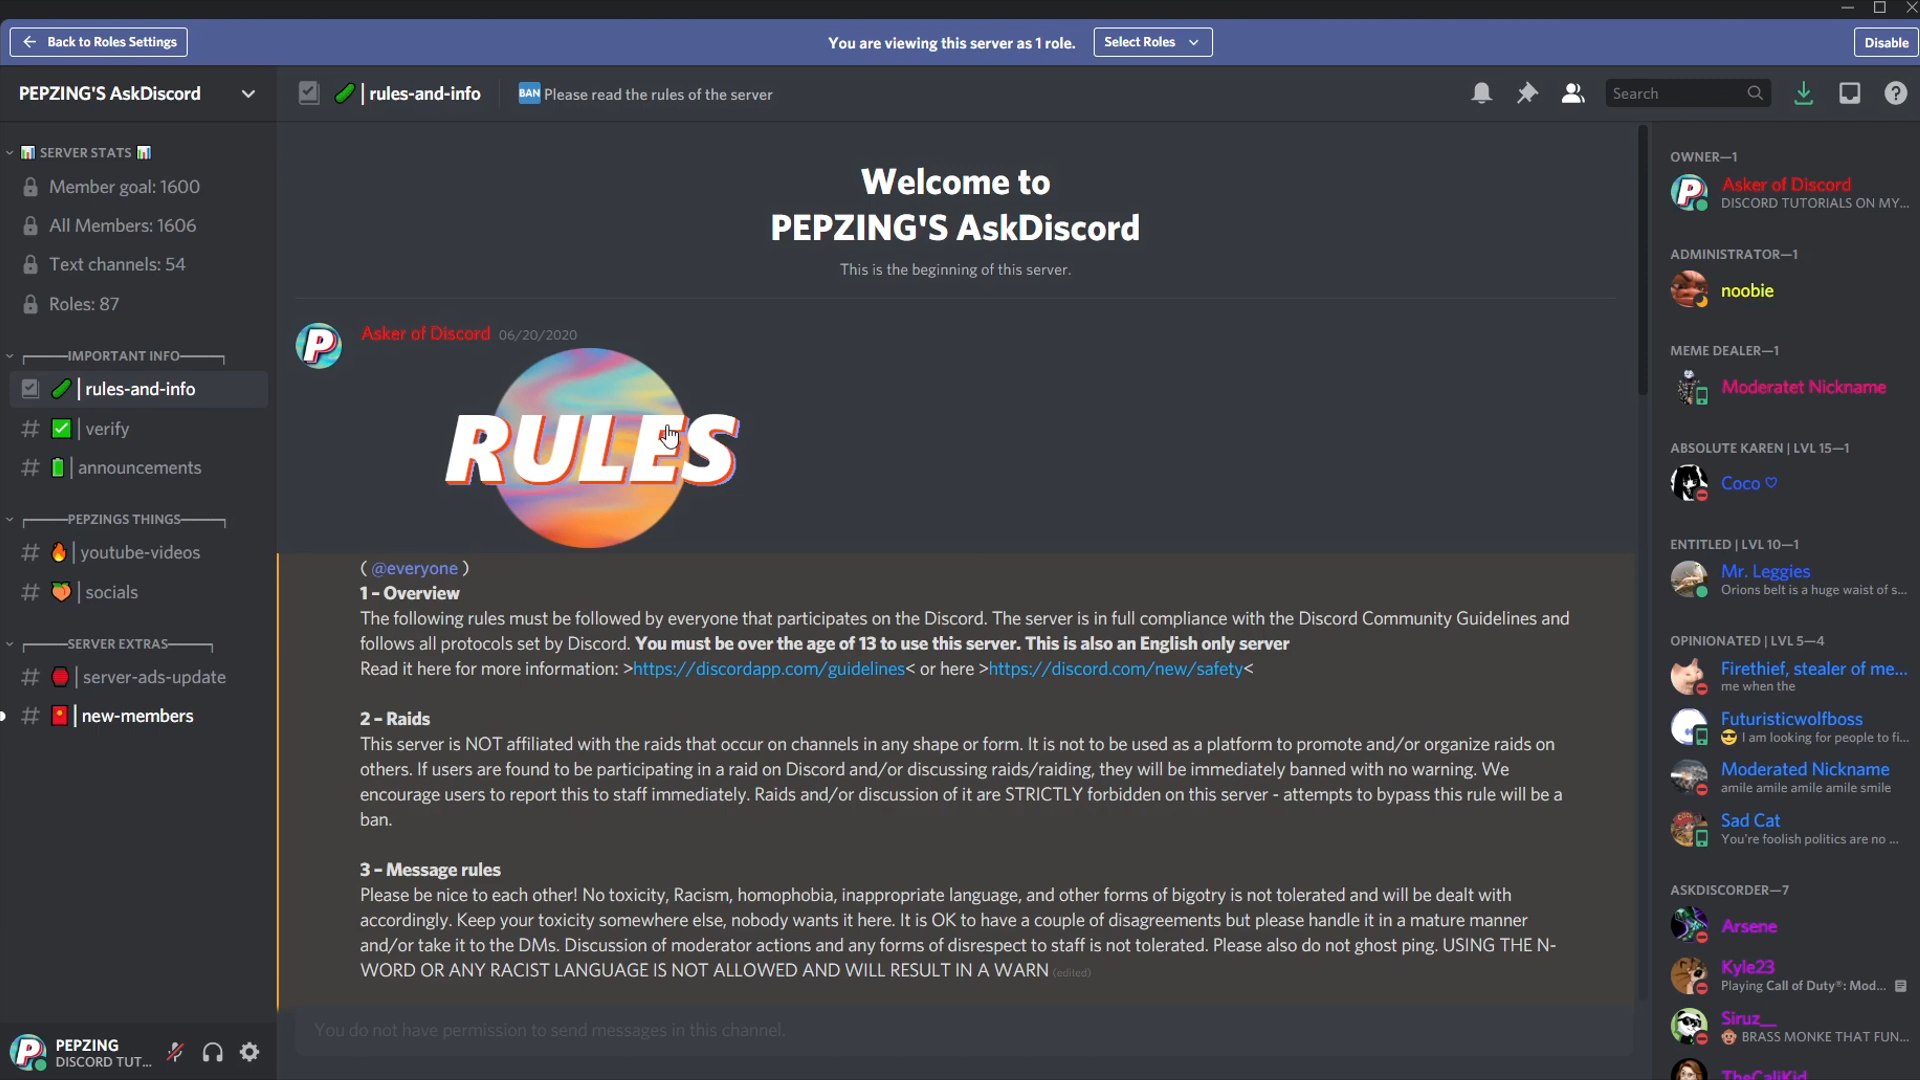 Back to Roles Settings
You are viewing this server as 1 role.
Select Roles
Disable
PEPZING'S AskDiscord
| rules-and-info
BAN Please read the rules of the server
Search
SERVER STATS
Member goal: 1600
All Members: 1606
Text channels: 54
Roles: 87
IMPORTANT INFO
| rules-and-info
| verify
| announcements
PEPZINGS THINGS
| youtube-videos
| socials
SERVER EXTRAS
| server-ads-update
| new-members
PEPZING
DISCORD TUT...
Welcome to
PEPZING'S AskDiscord
This is the beginning of this server.
P
Asker of Discord 06/20/2020
RULES
( @everyone )
1 – Overview
The following rules must be followed by everyone that participates on the Discord. The server is in full compliance with the Discord Community Guidelines and
follows all protocols set by Discord. You must be over the age of 13 to use this server. This is also an English only server
Read it here for more information: >https://discordapp.com/guidelines< or here >https://discord.com/new/safety<
2 – Raids
This server is NOT affiliated with the raids that occur on channels in any shape or form. It is not to be used as a platform to promote and/or organize raids on
others. If users are found to be participating in a raid on Discord and/or discussing raids/raiding, they will be immediately banned with no warning. We
encourage users to report this to staff immediately. Raids and/or discussion of it are STRICTLY forbidden on this server - attempts to bypass this rule will be a
ban.
3 – Message rules
Please be nice to each other! No toxicity, Racism, homophobia, inappropriate language, and other forms of bigotry is not tolerated and will be dealt with
accordingly. Keep your toxicity somewhere else, nobody wants it here. It is OK to have a couple of disagreements but please handle it in a mature manner
and/or take it to the DMs. Discussion of moderator actions and any forms of disrespect to staff is not tolerated. Please also do not ghost ping. USING THE N-
WORD OR ANY RACIST LANGUAGE IS NOT ALLOWED AND WILL RESULT IN A WARN (edited)
You do not have permission to send messages in this channel.
OWNER—1
Asker of Discord
DISCORD TUTORIALS ON MY...
ADMINISTRATOR—1
noobie
MEME DEALER—1
Moderatet Nickname
ABSOLUTE KAREN | LVL 15—1
Coco ♡
ENTITLED | LVL 10—1
Mr. Leggies
Orions belt is a huge waist of s...
OPINIONATED | LVL 5—4
Firethief, stealer of me...
me when the
Futuristicwolfboss
I am looking for people to fi...
Moderated Nickname
amile amile amile amile smile
Sad Cat
You're foolish politics are no ...
ASKDISCORDER—7
Arsene
Kyle23
Playing Call of Duty®: Mod...
Siruz__
BRASS MONKE THAT FUN...
TheCaliKid